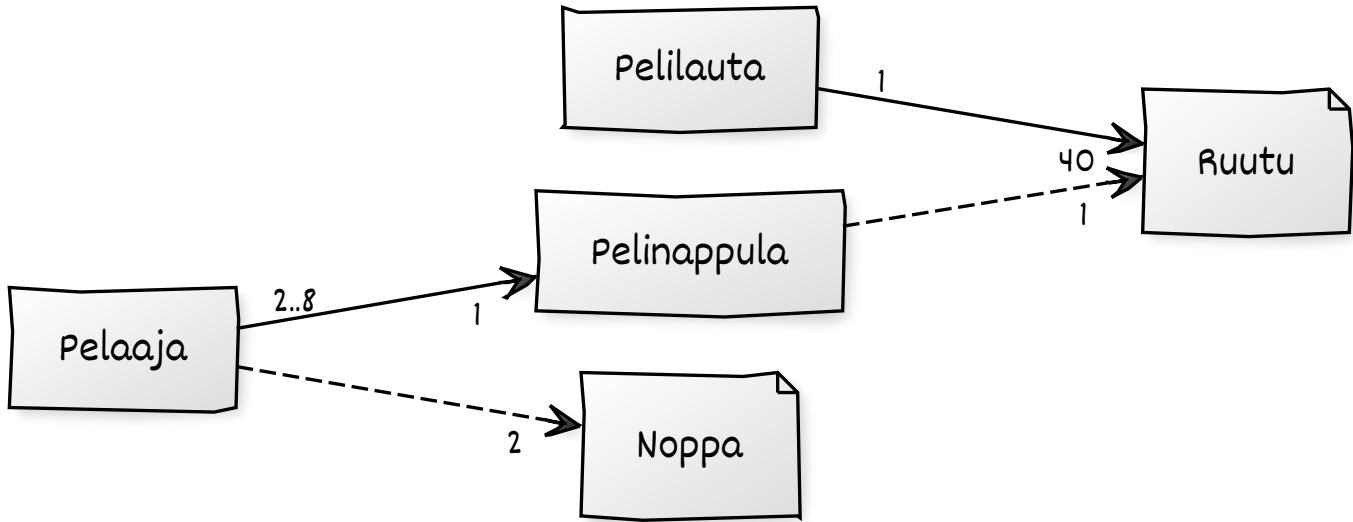 Pelilauta
1
40
Ruutu
Pelinappula
1
2..8
1
Pelaaja
2
Noppa